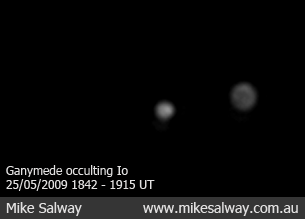 Ganymede occulting Io
25/05/2009 1842 - 1915 UT
Mike Salway www.mikesalway.com.au